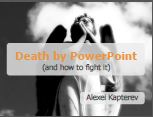 Death by PowerPoint
(and how to fight it)
Alexei Kapterev